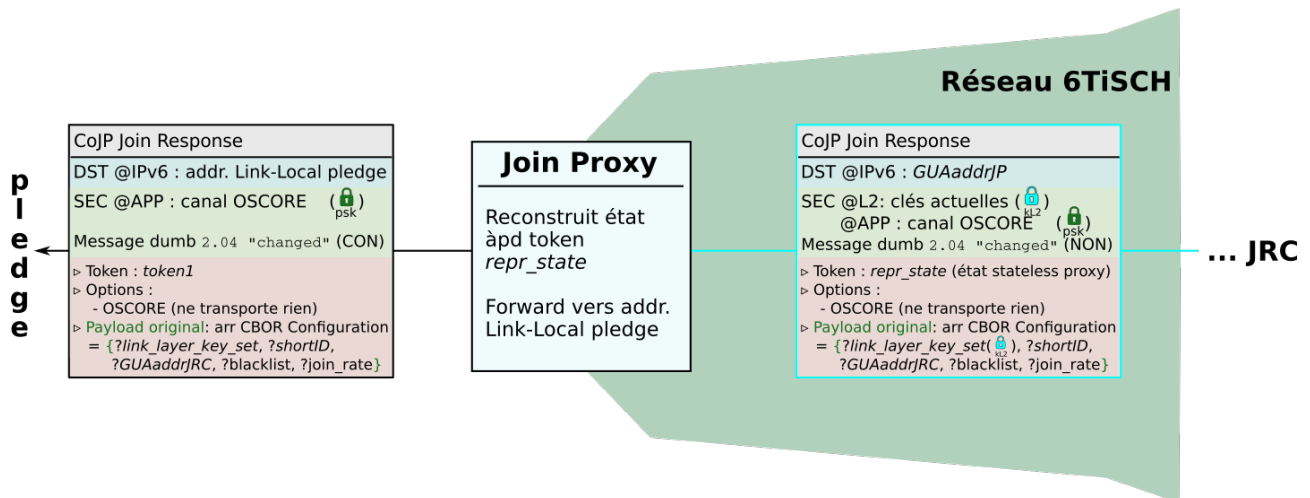 Réseau 6TiSCH
pledge
CoJP Join Response
DST @IPv6 : addr. Link-Local pledge
SEC @APP : canal OSCORE (psk)
Message dumb 2.04 "changed" (CON)
▹ Token : token1
▹ Options :
- OSCORE (ne transporte rien)
▹ Payload original: arr CBOR Configuration
= {?link_layer_key_set, ?shortID,
?GUAaddrJRC, ?blacklist, ?join_rate}
Join Proxy
Reconstruit état
àpd token
repr_state
Forward vers addr.
Link-Local pledge
CoJP Join Response
DST @IPv6 : GUAaddrJP
SEC @L2: clés actuelles (kL2)
@APP : canal OSCORE (psk)
Message dumb 2.04 "changed" (NON)
▹ Token : repr_state (état stateless proxy)
▹ Options :
- OSCORE (ne transporte rien)
▹ Payload original: arr CBOR Configuration
= {?link_layer_key_set(kL2), ?shortID,
?GUAaddrJRC, ?blacklist, ?join_rate}
... JRC